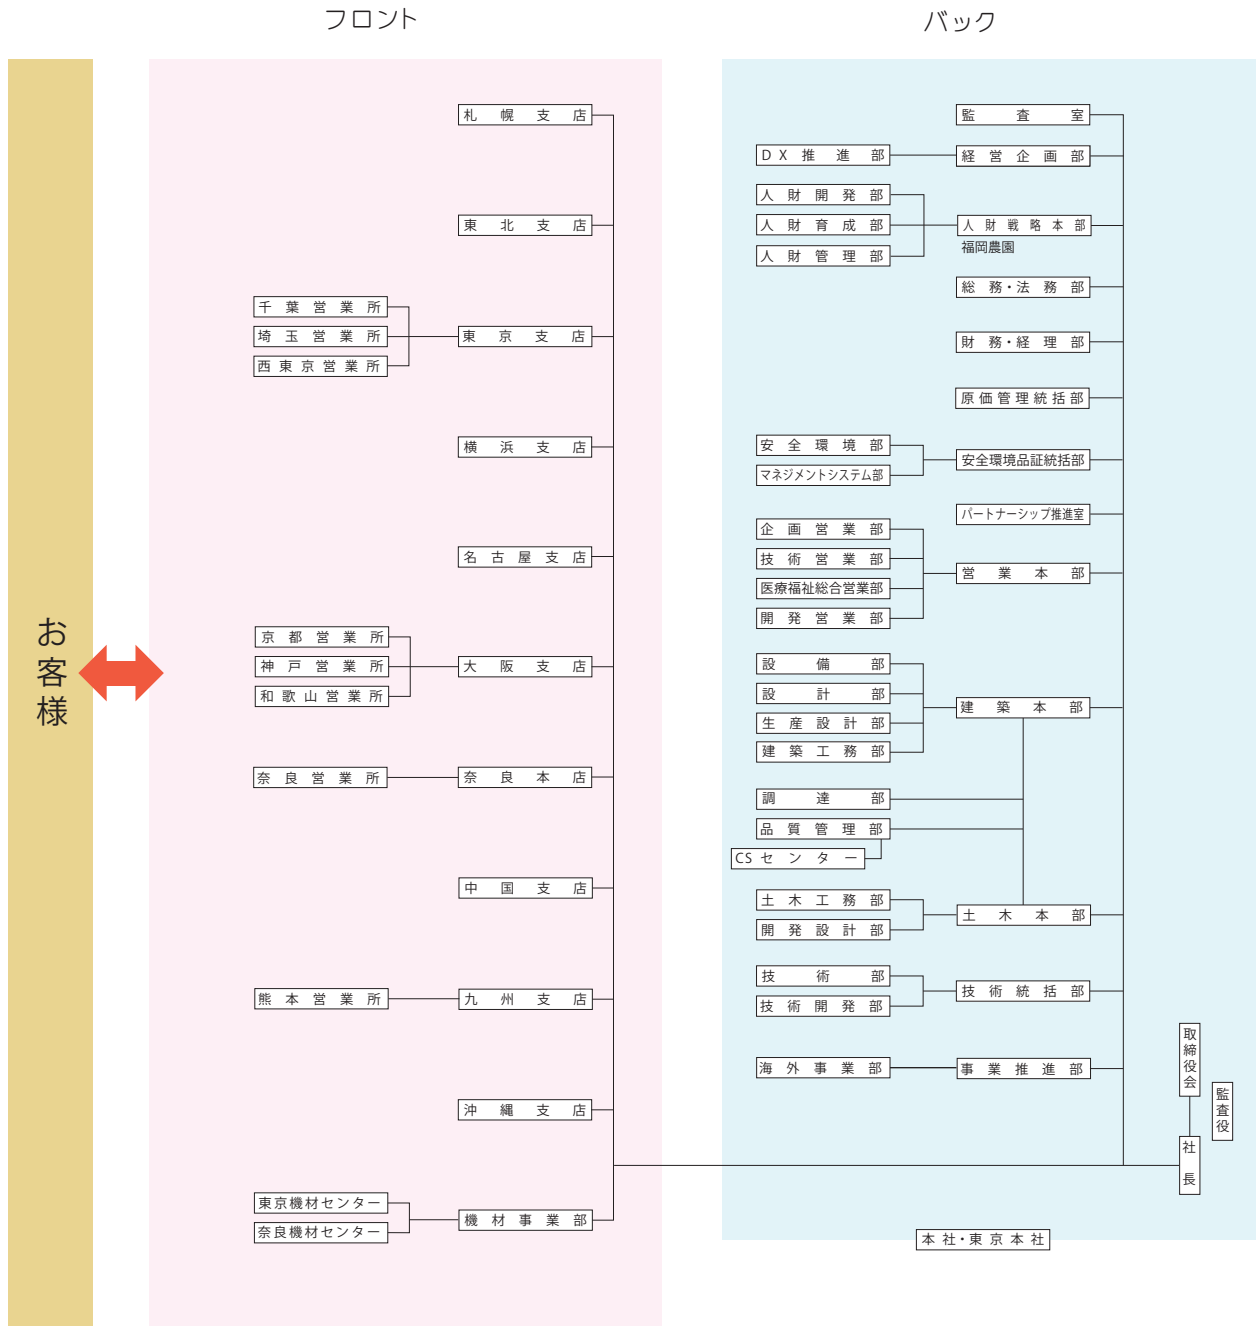 フロント
バック
お客様
札幌支店
東北支店
千葉営業所
埼玉営業所
西東京営業所
東京支店
横浜支店
名古屋支店
京都営業所
神戸営業所
和歌山営業所
大阪支店
奈良営業所
奈良本店
中国支店
熊本営業所
九州支店
沖縄支店
東京機材センター
奈良機材センター
機材事業部
監査室
DX推進部
経営企画部
人財開発部
人財育成部
人財管理部
人財戦略本部
福岡農園
総務・法務部
財務・経理部
原価管理統括部
安全環境部
マネジメントシステム部
安全環境品証統括部
パートナーシップ推進室
企画営業部
技術営業部
医療福祉総合営業部
開発営業部
営業本部
設備部
設計部
生産設計部
建築工務部
建築本部
調達部
品質管理部
CSセンター
土木工務部
開発設計部
土木本部
技術部
技術開発部
技術統括部
海外事業部
事業推進部
取締役会
監査役
社長
本社・東京本社